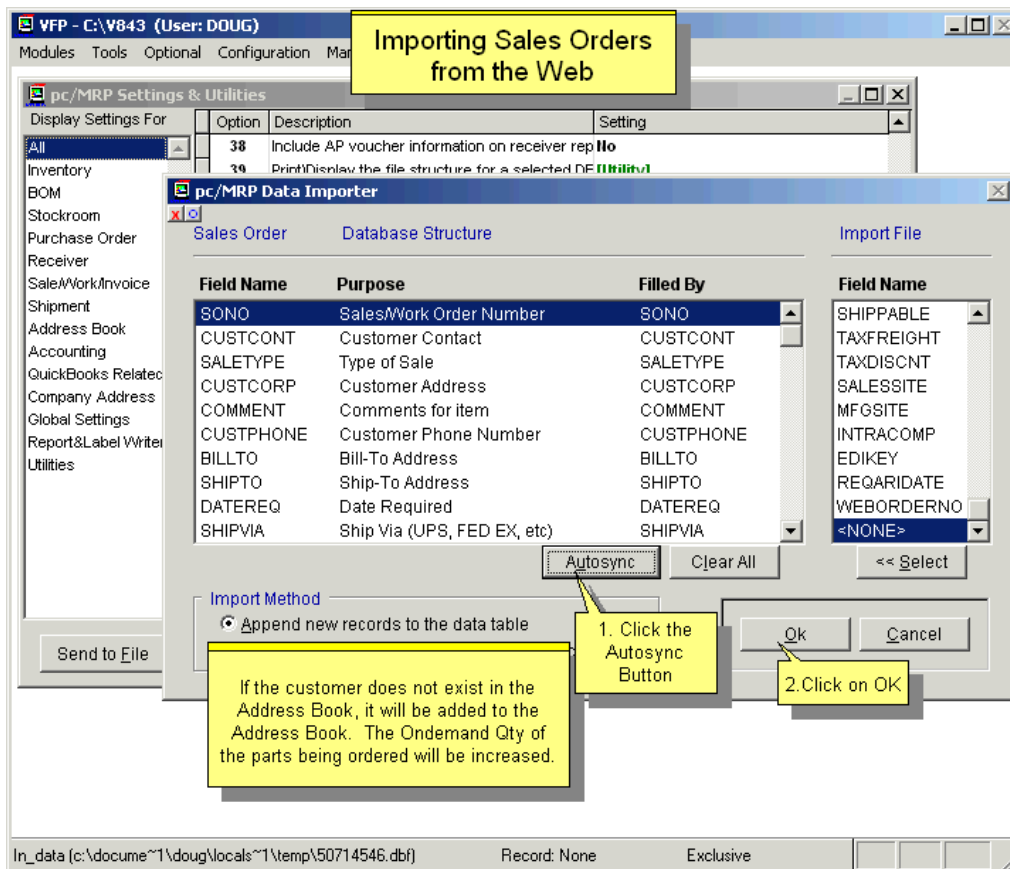 VFP - C:\V843 (User: DOUG)
Importing Sales Orders
from the Web
Modules Tools Optional Configuration
pc/MRP Settings & Utilities
Display Settings For
Option Description Setting
38 Include AP voucher information on receiver rep No
39 Print\Display the file structure for a selected DE [Utility]
All
Inventory
BOM
Stockroom
Purchase Order
Receiver
Sale/Work/Invoice
Shipment
Address Book
Accounting
QuickBooks Relatec
Company Address
Global Settings
Report&Label Writer
Utilities
Send to File
pc/MRP Data Importer
Sales Order Database Structure Import File
Field Name Purpose Filled By Field Name
SONO Sales/Work Order Number SONO SHIPPABLE
CUSTCONT Customer Contact CUSTCONT TAXFREIGHT
SALETYPE Type of Sale SALETYPE TAXDISCNT
CUSTCORP Customer Address CUSTCORP SALESSITE
COMMENT Comments for item COMMENT MFGSITE
CUSTPHONE Customer Phone Number CUSTPHONE INTRACOMP
BILLTO Bill-To Address BILLTO EDIKEY
SHIPTO Ship-To Address SHIPTO REQARIDATE
DATEREQ Date Required DATEREQ WEBORDERNO
SHIPVIA Ship Via (UPS, FED EX, etc) SHIPVIA <NONE>
Autosync Clear All << Select
Import Method
Append new records to the data table
1. Click the
Autosync
Button
Ok Cancel
2.Click on OK
If the customer does not exist in the
Address Book, it will be added to the
Address Book. The Ondemand Qty of
the parts being ordered will be increased.
In_data (c:\docume~1\doug\locals~1\temp\50714546.dbf) Record: None Exclusive